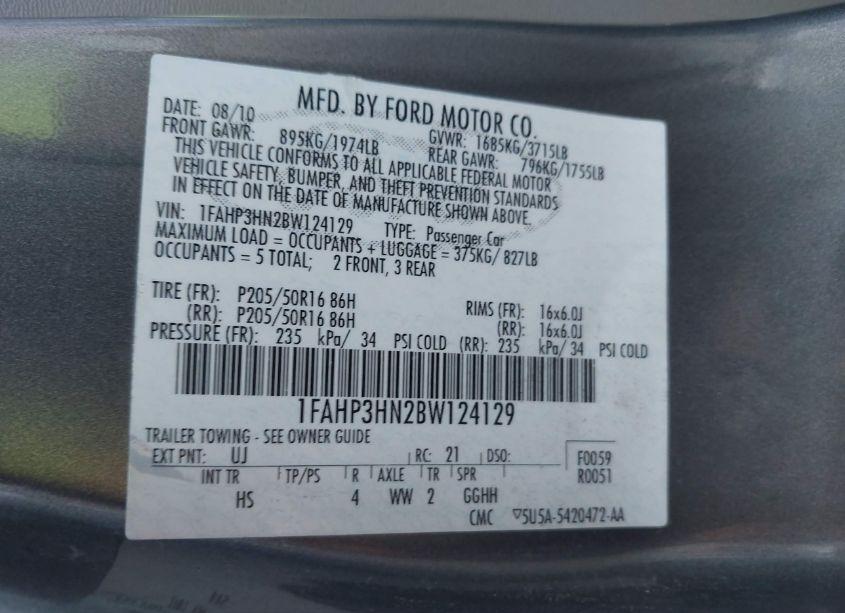 MFD. BY FORD MOTOR CO.
DATE: 08/10 GVWR: 1685KG/3715LB
FRONT GAWR: 895KG/1974LB REAR GAWR: 796KG/1755LB
THIS VEHICLE CONFORMS TO ALL APPLICABLE FEDERAL MOTOR
VEHICLE SAFETY, BUMPER, AND THEFT PREVENTION STANDARDS
IN EFFECT ON THE DATE OF MANUFACTURE SHOWN ABOVE.
VIN: 1FAHP3HN2BW124129 TYPE: Passenger Car
MAXIMUM LOAD = OCCUPANTS + LUGGAGE = 375KG/ 827LB
OCCUPANTS = 5 TOTAL; 2 FRONT, 3 REAR
TIRE (FR): P205/50R16 86H RIMS (FR): 16x6.0J
(RR): P205/50R16 86H (RR): 16x6.0J
PRESSURE (FR): 235 kPa/ 34 PSI COLD (RR): 235 kPa/ 34 PSI COLD
1FAHP3HN2BW124129
TRAILER TOWING - SEE OWNER GUIDE
EXT PNT: UJ RC: 21 DSO: F0059
INT TR TP/PS R AXLE TR SPR R0051
HS 4 WW 2 GGHH
CMC ▽5U5A-5420472-AA